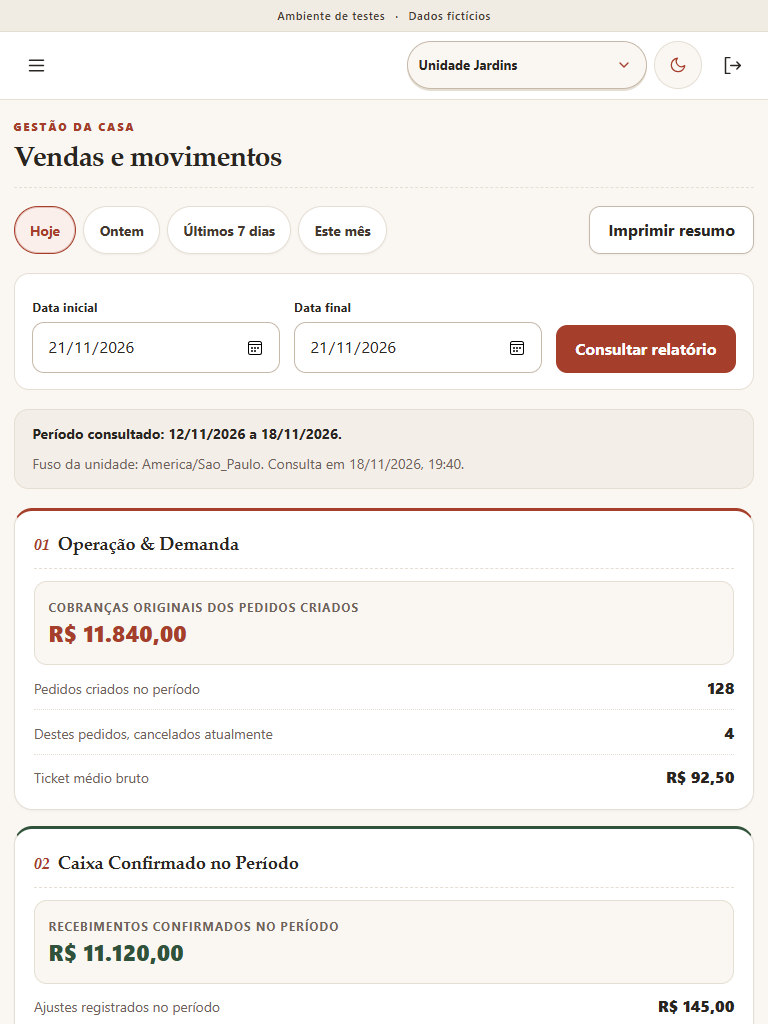 Ambiente de testes · Dados fictícios
Unidade Jardins
GESTÃO DA CASA
Vendas e movimentos
Hoje
Ontem
Últimos 7 dias
Este mês
Imprimir resumo
Data inicial
Data final
21/11/2026
21/11/2026
Consultar relatório
Período consultado: 12/11/2026 a 18/11/2026.
Fuso da unidade: America/Sao_Paulo. Consulta em 18/11/2026, 19:40.
01 Operação & Demanda
COBRANÇAS ORIGINAIS DOS PEDIDOS CRIADOS
R$ 11.840,00
Pedidos criados no período 128
Destes pedidos, cancelados atualmente 4
Ticket médio bruto R$ 92,50
02 Caixa Confirmado no Período
RECEBIMENTOS CONFIRMADOS NO PERÍODO
R$ 11.120,00
Ajustes registrados no período R$ 145,00